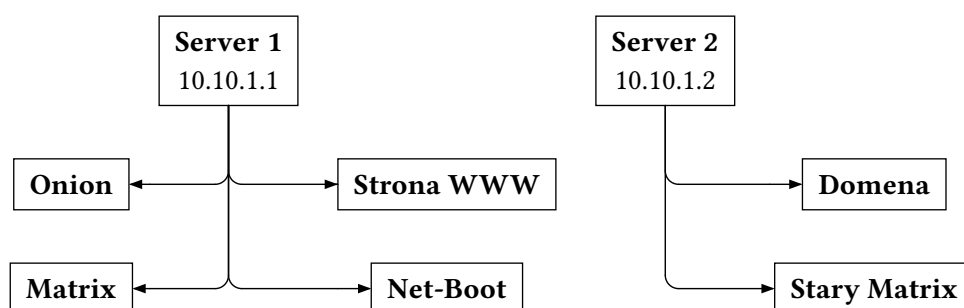 Server 1
10.10.1.1
Server 2
10.10.1.2
Onion
Strona WWW
Domena
Matrix
Net-Boot
Stary Matrix